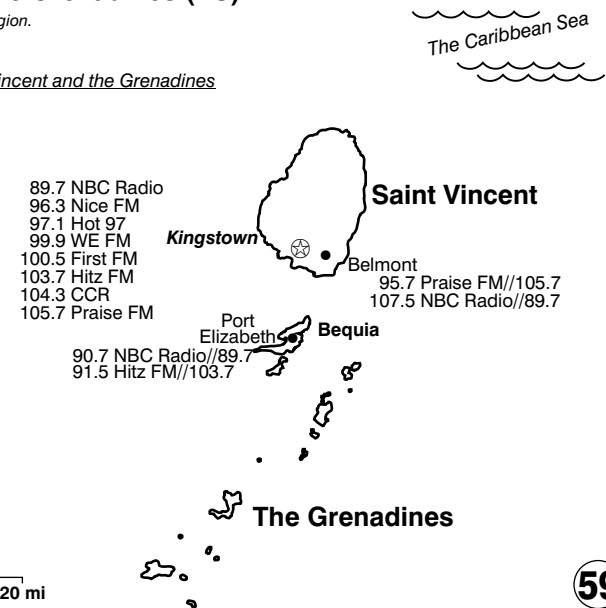 The Caribbean Sea
gion.
incent and the Grenadines
89.7 NBC Radio
96.3 Nice FM
97.1 Hot 97
99.9 WE FM
100.5 First FM
103.7 Hitz FM
104.3 CCR
105.7 Praise FM
Kingstown
Saint Vincent
Belmont
95.7 Praise FM//105.7
107.5 NBC Radio//89.7
Port
Elizabeth
Bequia
90.7 NBC Radio//89.7
91.5 Hitz FM//103.7
The Grenadines
20 mi
59